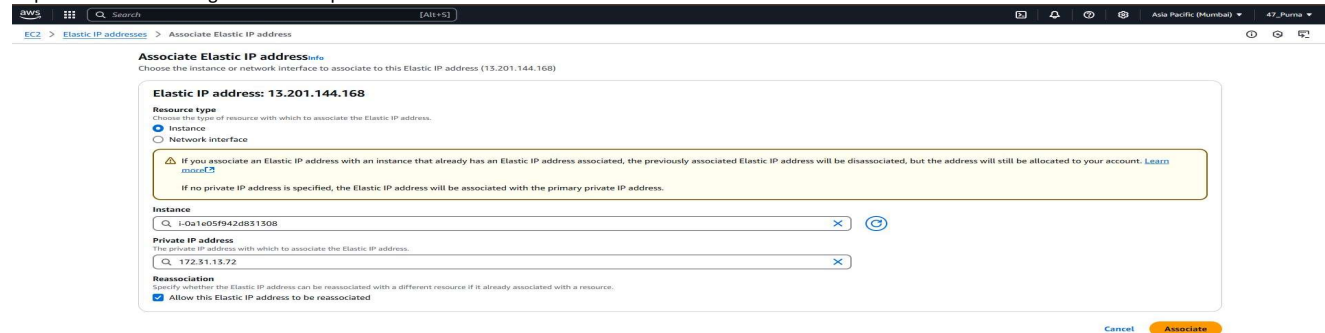 aws Search [Alt+S] Asia Pacific (Mumbai) 47_Purna
EC2 > Elastic IP addresses > Associate Elastic IP address
Associate Elastic IP address Info
Choose the instance or network interface to associate to this Elastic IP address (13.201.144.168)
Elastic IP address: 13.201.144.168
Resource type
Choose the type of resource with which to associate the Elastic IP address.
Instance
Network interface
If you associate an Elastic IP address with an instance that already has an Elastic IP address associated, the previously associated Elastic IP address will be disassociated, but the address will still be allocated to your account. Learn
more
If no private IP address is specified, the Elastic IP address will be associated with the primary private IP address.
Instance
i-0a1e05f942d831308
Private IP address
The private IP address with which to associate the Elastic IP address.
172.31.13.72
Reassociation
Specify whether the Elastic IP address can be reassociated with a different resource if it already associated with a resource.
Allow this Elastic IP address to be reassociated
Cancel Associate